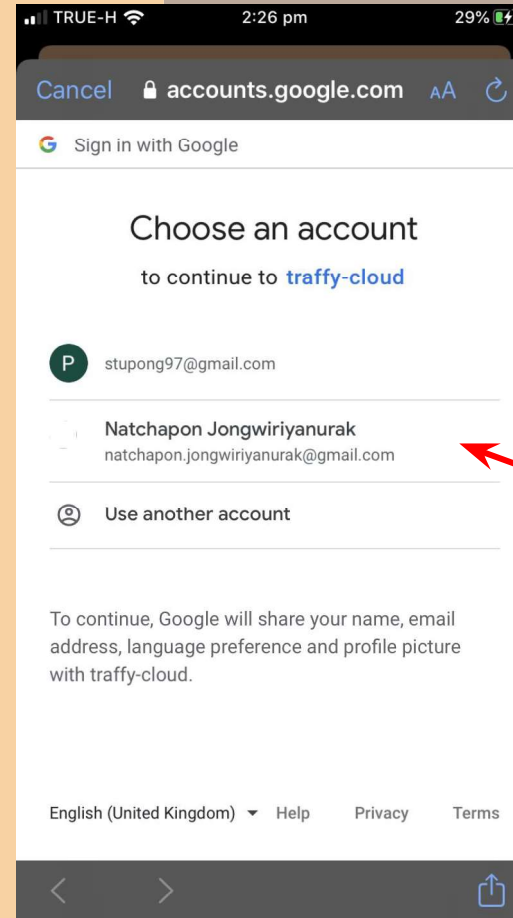 TRUE-H 2:26 pm 29%
Cancel accounts.google.com AA
Sign in with Google
Choose an account
to continue to traffy-cloud
P stupong97@gmail.com
Natchapon Jongwiriyanurak
natchapon.jongwiriyanurak@gmail.com
Use another account
To continue, Google will share your name, email
address, language preference and profile picture
with traffy-cloud.
English (United Kingdom) Help Privacy Terms